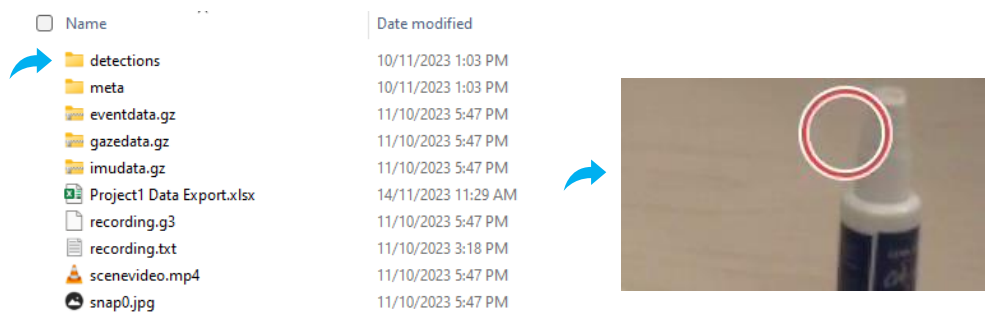 Name Date modified
detections 10/11/2023 1:03 PM
meta 10/11/2023 1:03 PM
eventdata.gz 11/10/2023 5:47 PM
gazedata.gz 11/10/2023 5:47 PM
imudata.gz 11/10/2023 5:47 PM
Project1 Data Export.xlsx 14/11/2023 11:29 AM
recording.g3 11/10/2023 5:47 PM
recording.txt 11/10/2023 3:18 PM
scenevideo.mp4 11/10/2023 5:47 PM
snap0.jpg 11/10/2023 5:47 PM